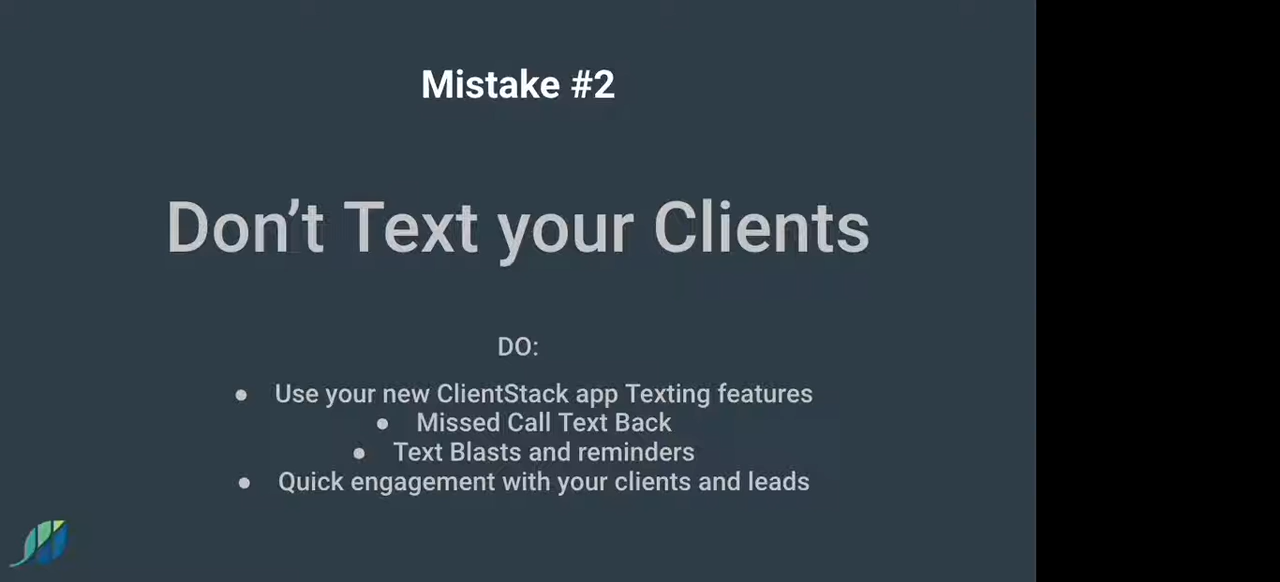 Mistake #2
Don’t Text your Clients
DO:
● Use your new ClientStack app Texting features
● Missed Call Text Back
● Text Blasts and reminders
● Quick engagement with your clients and leads